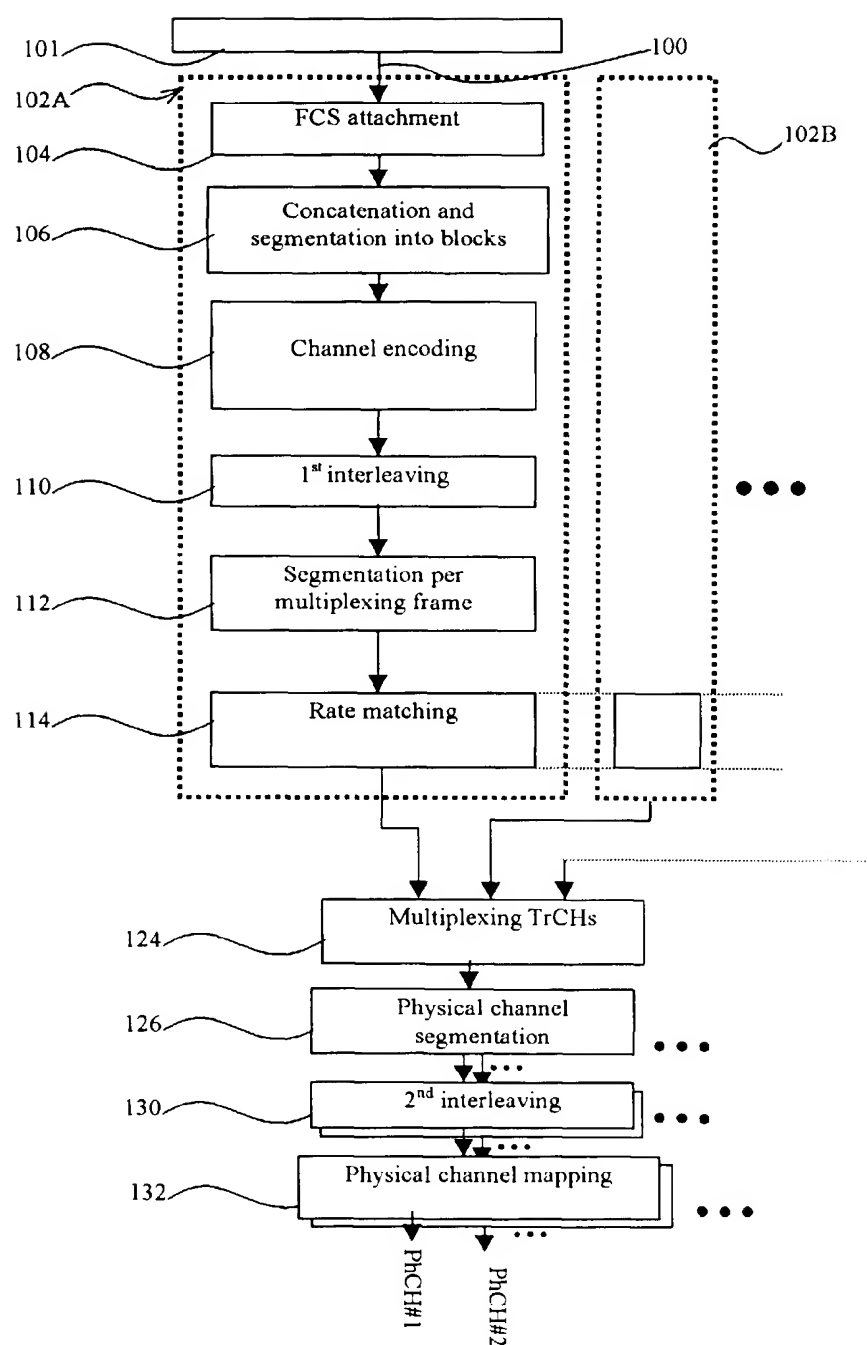 101
100
102A
FCS attachment
104
102B
Concatenation and
segmentation into blocks
106
Channel encoding
108
1st interleaving
110
Segmentation per
multiplexing frame
112
Rate matching
114
Multiplexing TrCHs
124
Physical channel
segmentation
126
2nd interleaving
130
Physical channel mapping
132
PhCH#1
PhCH#2